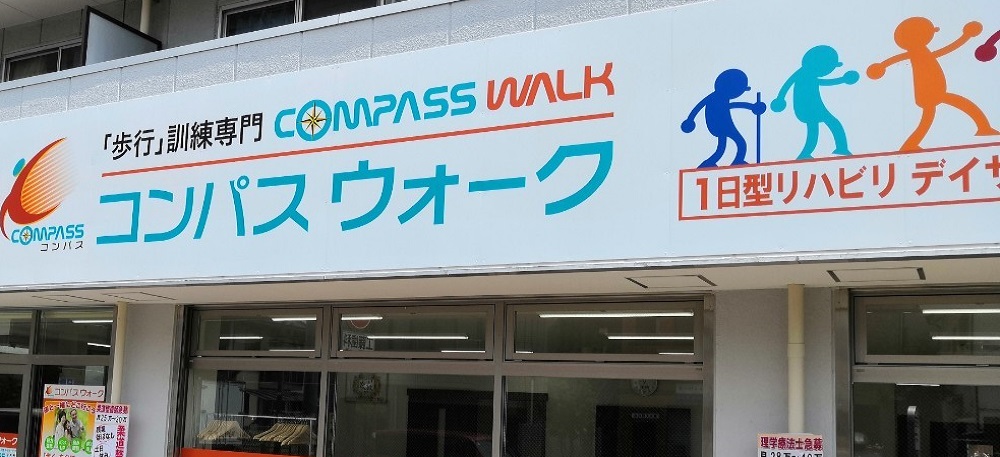 「歩行」訓練専門 COMPASS WALK
コンパス ウォーク
COMPASS
コンパス
1日型リハビリ デイサ
コンパス ウォーク
理学療法士急募